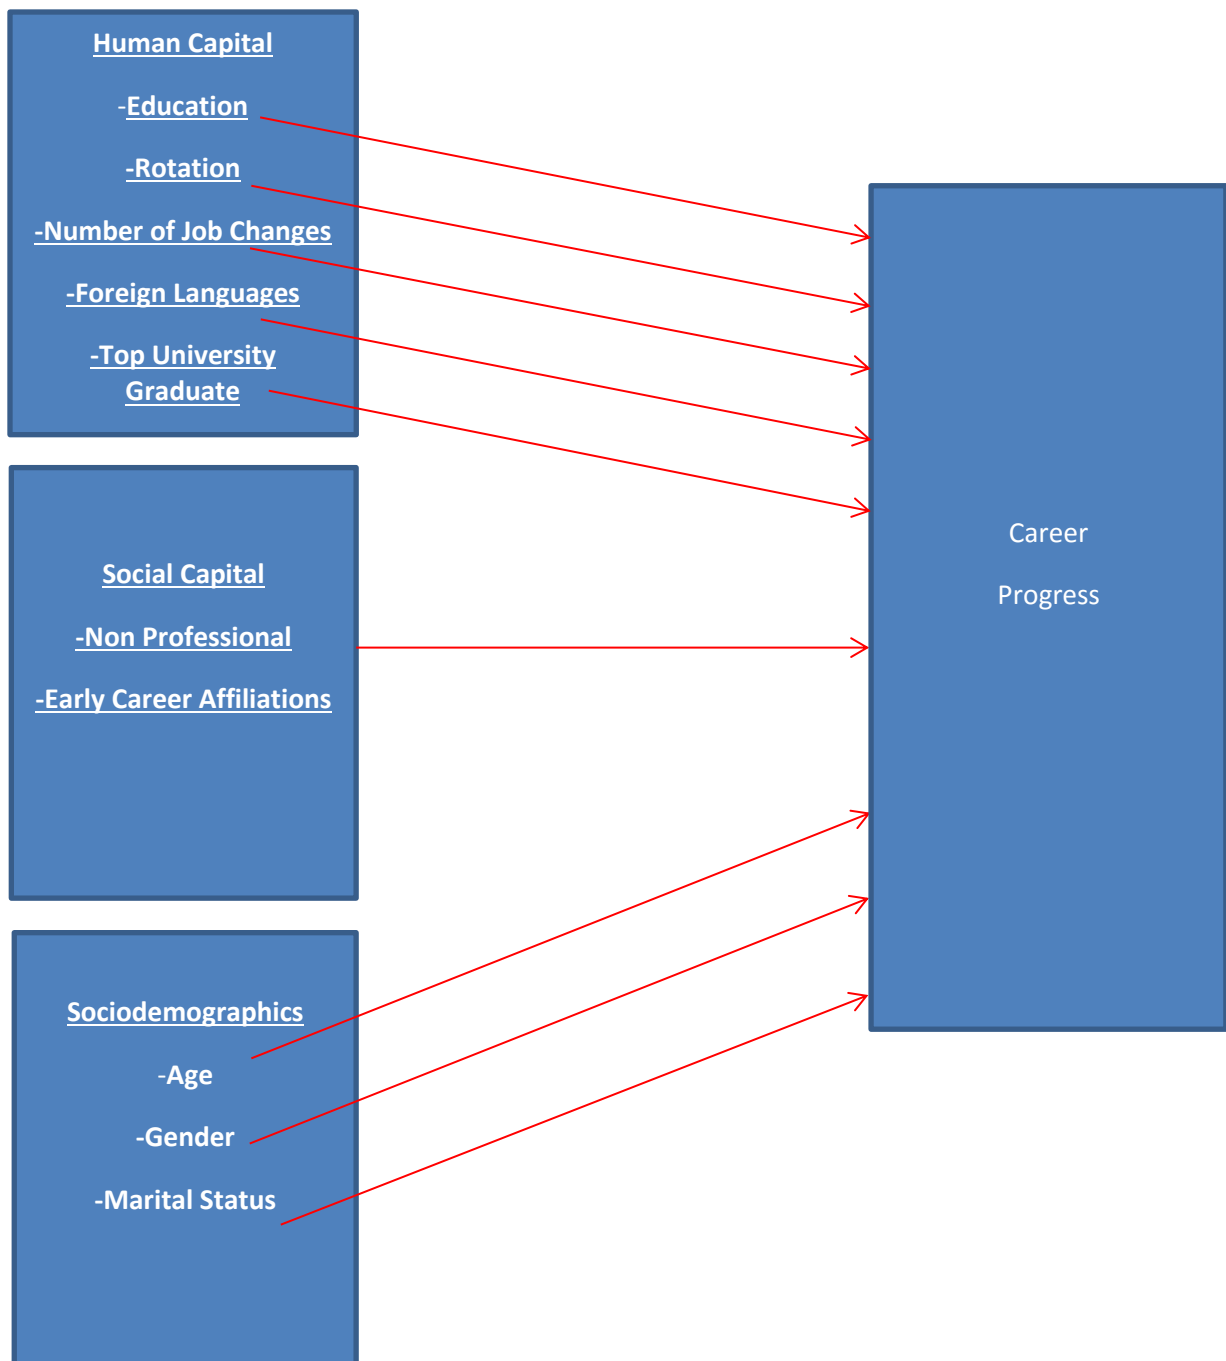 Human Capital
-Education
-Rotation
-Number of Job Changes
-Foreign Languages
-Top University
Graduate
Social Capital
-Non Professional
-Early Career Affiliations
Sociodemographics
-Age
-Gender
-Marital Status
Career
Progress